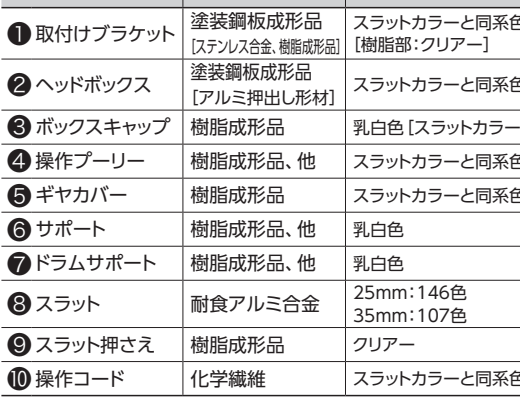 ❶取付けブラケット 塗装鋼板成形品 スラットカラーと同系色
[ステンレス合金、樹脂成形品] [樹脂部:クリアー]
❷ヘッドボックス 塗装鋼板成形品 スラットカラーと同系色
[アルミ押出し形材]
❸ボックスキャップ 樹脂成形品 乳白色[スラットカラー
❹操作プーリー 樹脂成形品、他 スラットカラーと同系色
❺ギヤカバー 樹脂成形品 スラットカラーと同系色
❻サポート 樹脂成形品、他 乳白色
❼ドラムサポート 樹脂成形品、他 乳白色
❽スラット 耐食アルミ合金 25mm:146色
35mm:107色
❾スラット押さえ 樹脂成形品 クリアー
❿操作コード 化学繊維 スラットカラーと同系色